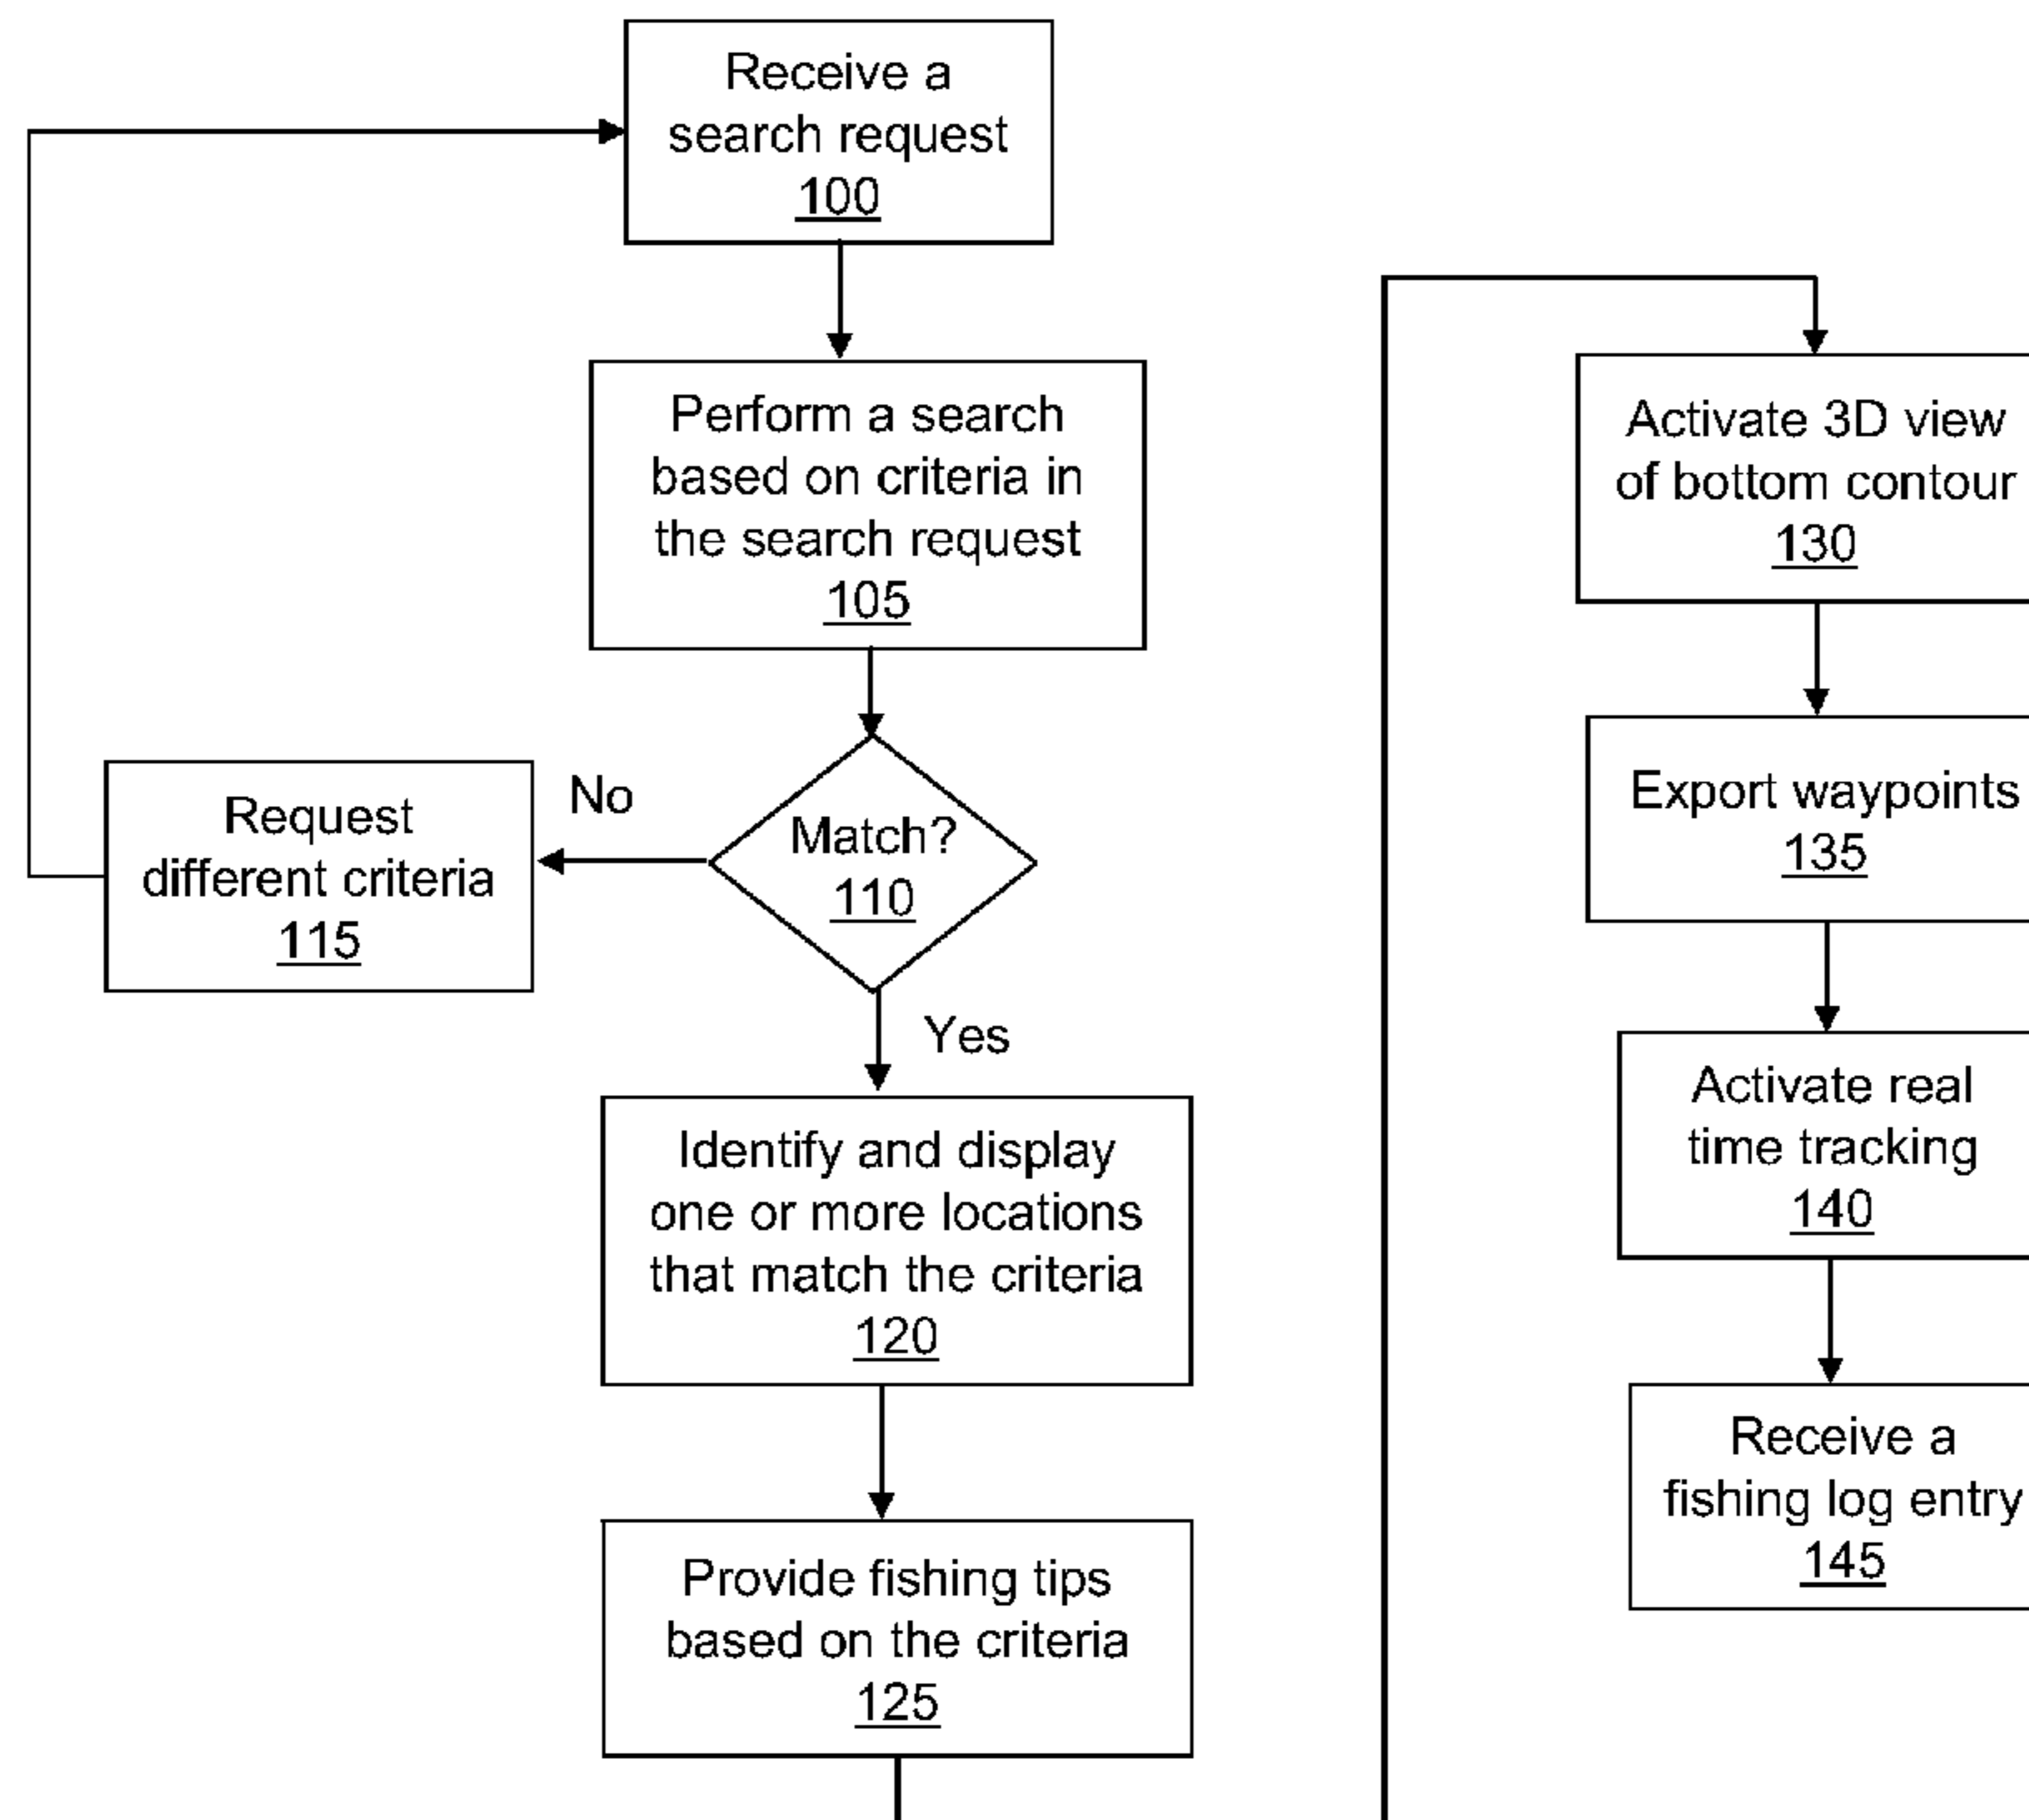 Receive a
search request
100
Perform a search
based on criteria in
the search request
105
Match?
110
No
Request
different criteria
115
Yes
Identify and display
one or more locations
that match the criteria
120
Provide fishing tips
based on the criteria
125
Activate 3D view
of bottom contour
130
Export waypoints
135
Activate real
time tracking
140
Receive a
fishing log entry
145